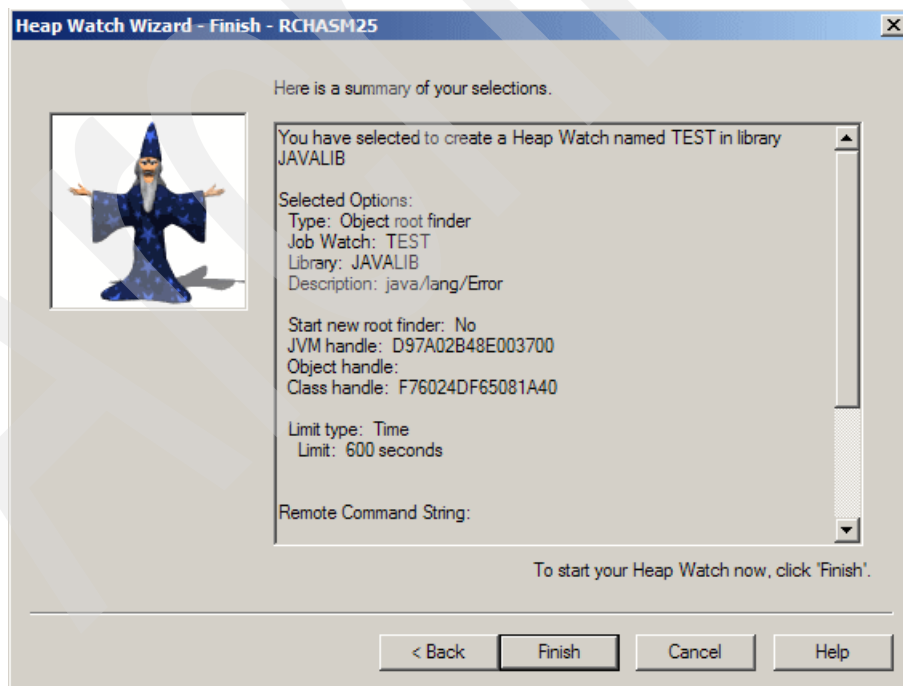 Heap Watch Wizard - Finish - RCHASM25
Here is a summary of your selections.
You have selected to create a Heap Watch named TEST in library
JAVALIB
Selected Options:
Type: Object root finder
Job Watch: TEST
Library: JAVALIB
Description: java/lang/Error
Start new root finder: No
JVM handle: D97A02B48E003700
Object handle:
Class handle: F76024DF65081A40
Limit type: Time
Limit: 600 seconds
Remote Command String:
To start your Heap Watch now, click 'Finish'.
< Back Finish Cancel Help